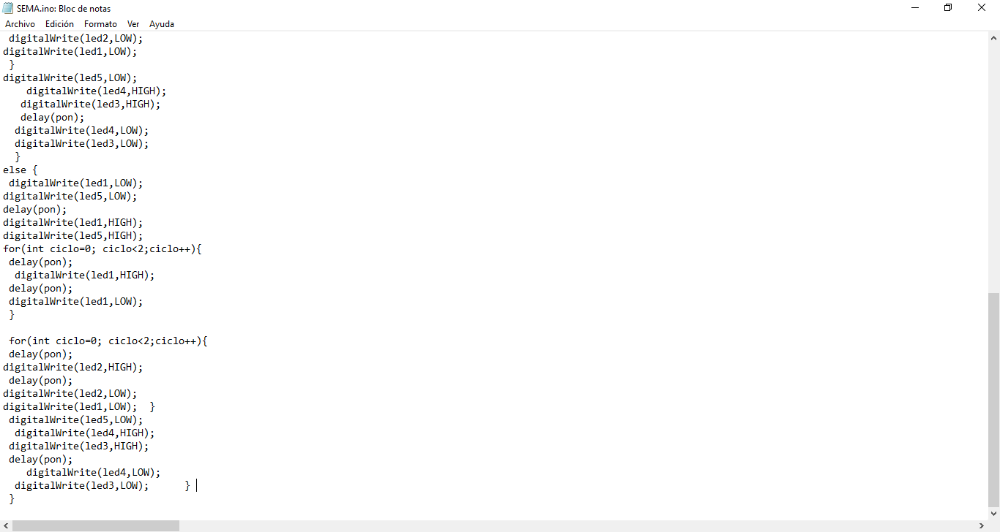 SEMA.ino: Bloc de notas
Archivo Edición Formato Ver Ayuda
digitalWrite(led2,LOW);
digitalWrite(led1,LOW);
}
digitalWrite(led5,LOW);
digitalWrite(led4,HIGH);
digitalWrite(led3,HIGH);
delay(pon);
digitalWrite(led4,LOW);
digitalWrite(led3,LOW);
}
else {
digitalWrite(led1,LOW);
digitalWrite(led5,LOW);
delay(pon);
digitalWrite(led1,HIGH);
digitalWrite(led5,HIGH);
for(int ciclo=0; ciclo<2;ciclo++){
delay(pon);
digitalWrite(led1,HIGH);
delay(pon);
digitalWrite(led1,LOW);
}
for(int ciclo=0; ciclo<2;ciclo++){
delay(pon);
digitalWrite(led2,HIGH);
delay(pon);
digitalWrite(led2,LOW);
digitalWrite(led1,LOW);  }
digitalWrite(led5,LOW);
digitalWrite(led4,HIGH);
digitalWrite(led3,HIGH);
delay(pon);
digitalWrite(led4,LOW);
digitalWrite(led3,LOW);      }
}